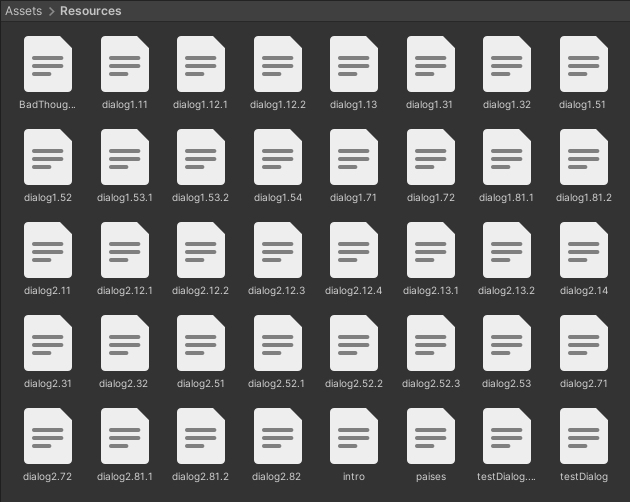 Assets > Resources
BadThoug... dialog1.11 dialog1.12.1 dialog1.12.2 dialog1.13 dialog1.31 dialog1.32 dialog1.51
dialog1.52 dialog1.53.1 dialog1.53.2 dialog1.54 dialog1.71 dialog1.72 dialog1.81.1 dialog1.81.2
dialog2.11 dialog2.12.1 dialog2.12.2 dialog2.12.3 dialog2.12.4 dialog2.13.1 dialog2.13.2 dialog2.14
dialog2.31 dialog2.32 dialog2.51 dialog2.52.1 dialog2.52.2 dialog2.52.3 dialog2.53 dialog2.71
dialog2.72 dialog2.81.1 dialog2.81.2 dialog2.82 intro paises testDialog.... testDialog